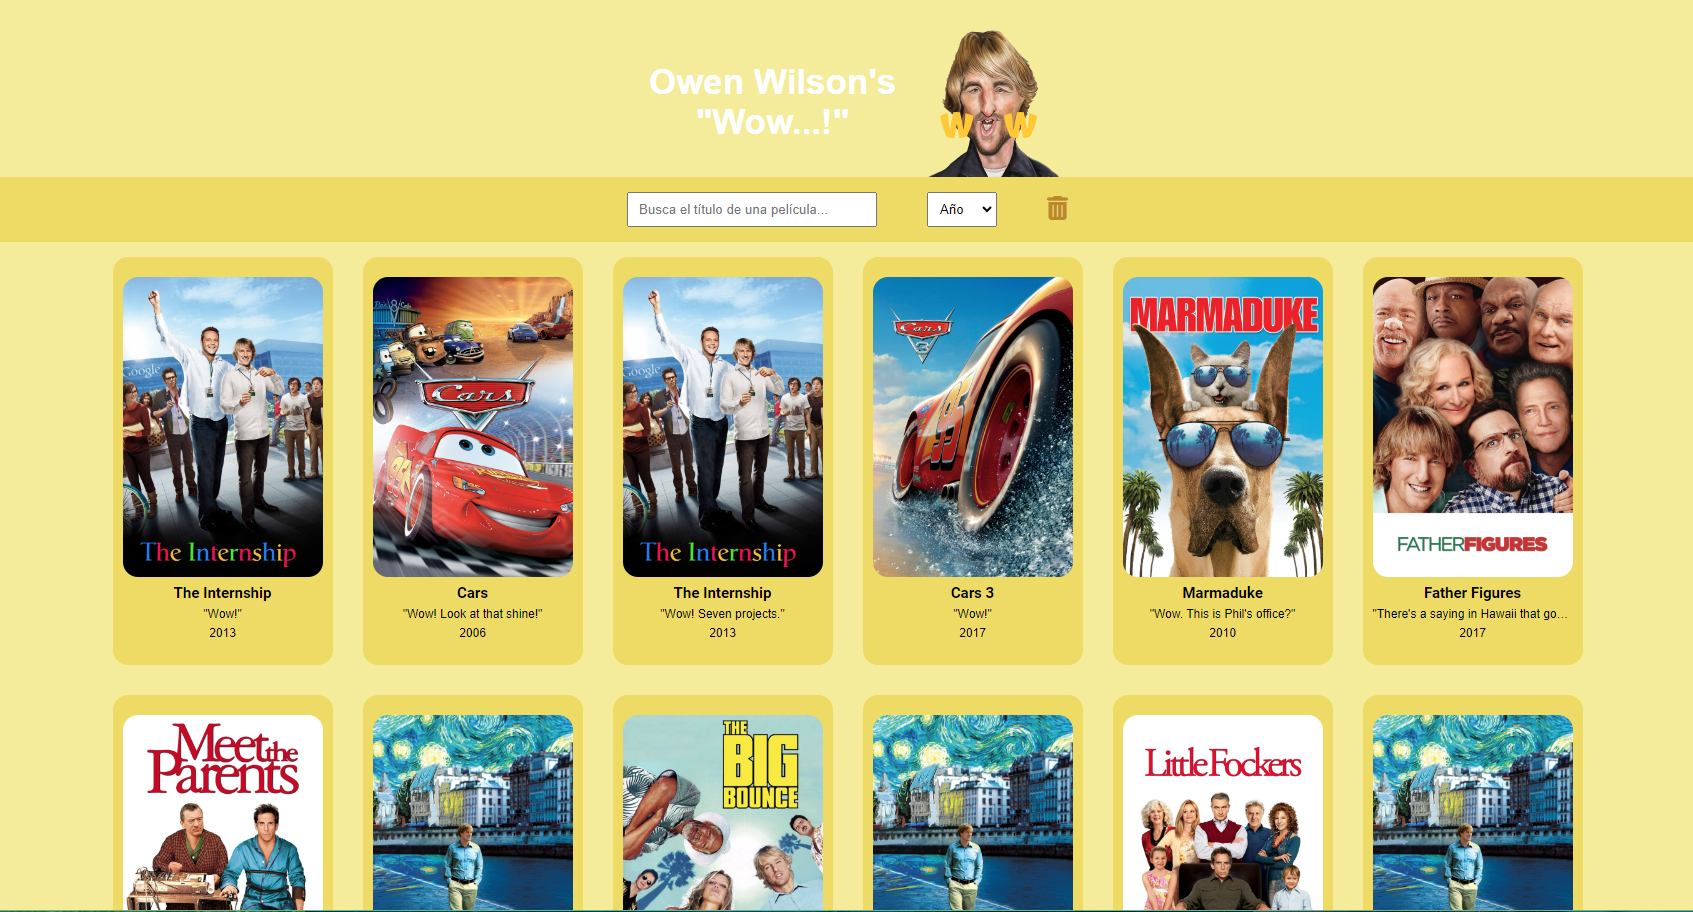 Owen Wilson's
"Wow...!"
W W
Busca el título de una película...
Año
Google
The Internship
Cars
Google
The Internship
Cars
3
MARMADUKE
FATHERFIGURES
The Internship
"Wow!"
2013
Cars
"Wow! Look at that shine!"
2006
The Internship
"Wow! Seven projects."
2013
Cars 3
"Wow!"
2017
Marmaduke
"Wow. This is Phil's office?"
2010
Father Figures
"There's a saying in Hawaii that go...
2017
Meet the
Parents
THE
BIG
BOUNCE
Little Fockers